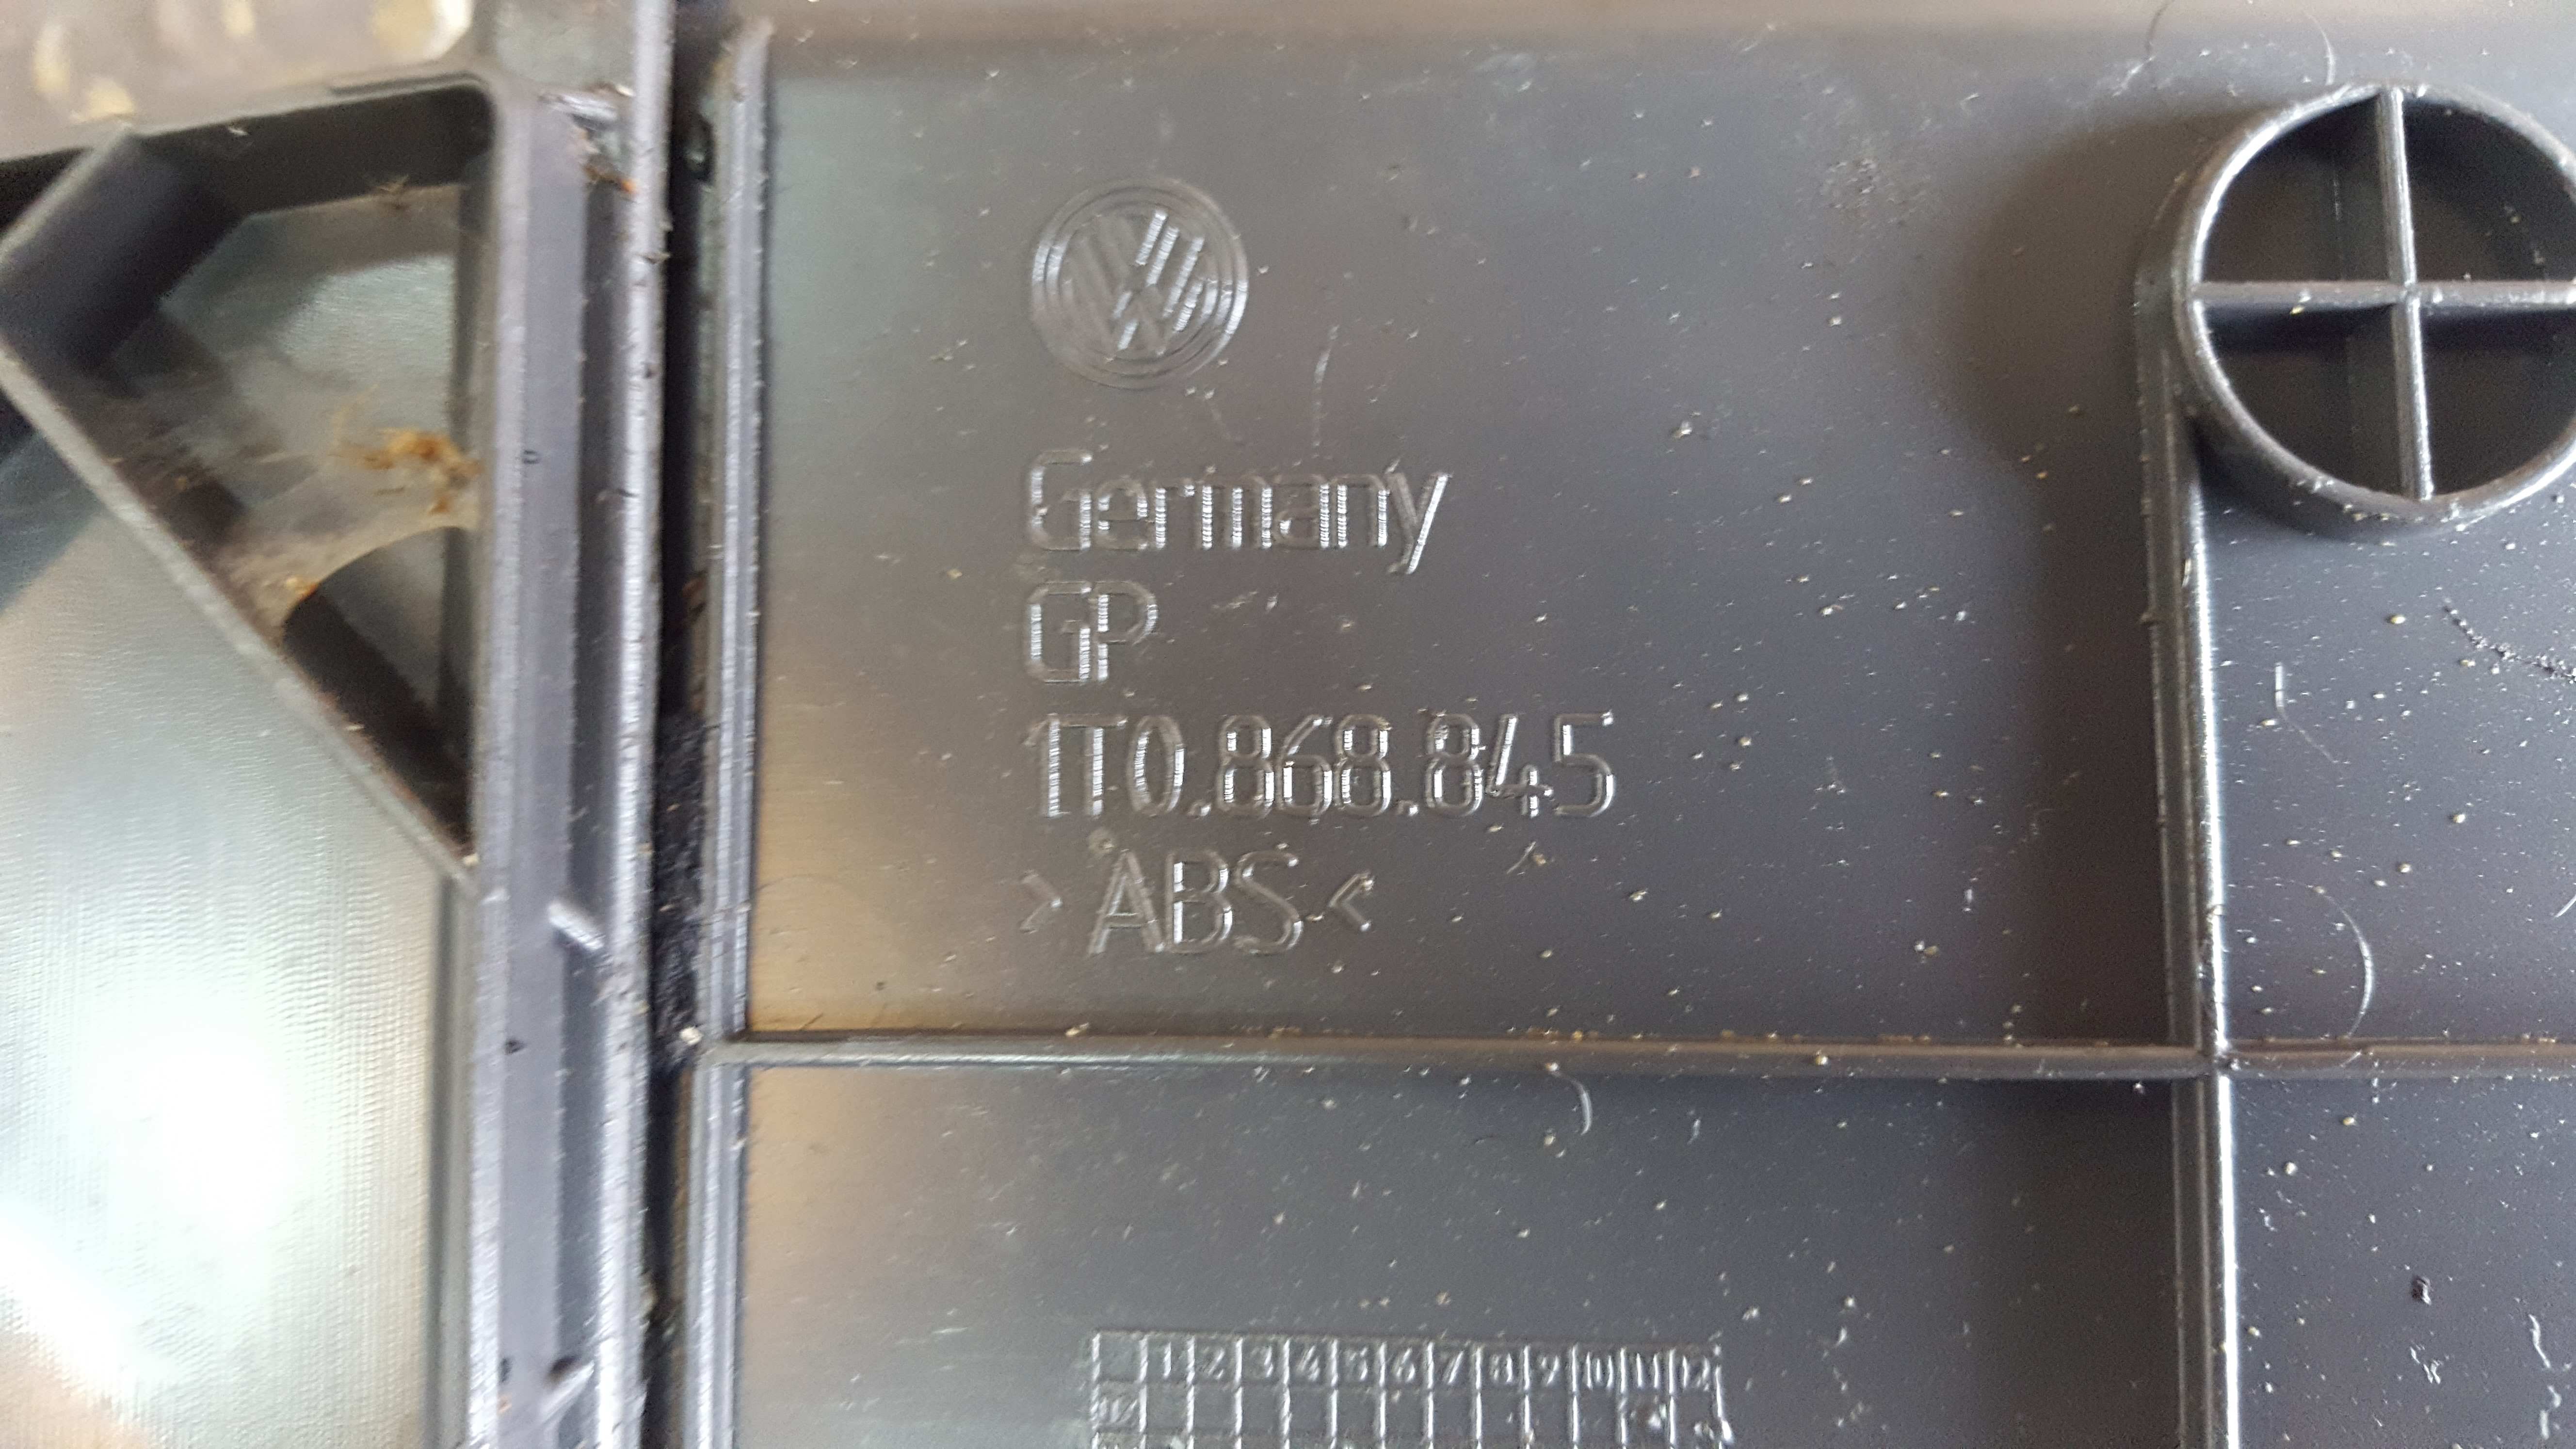 Germany
GP
1T0.868.845
>ABS<
1 2 3 4 5 6 7 8 9 10 11 12